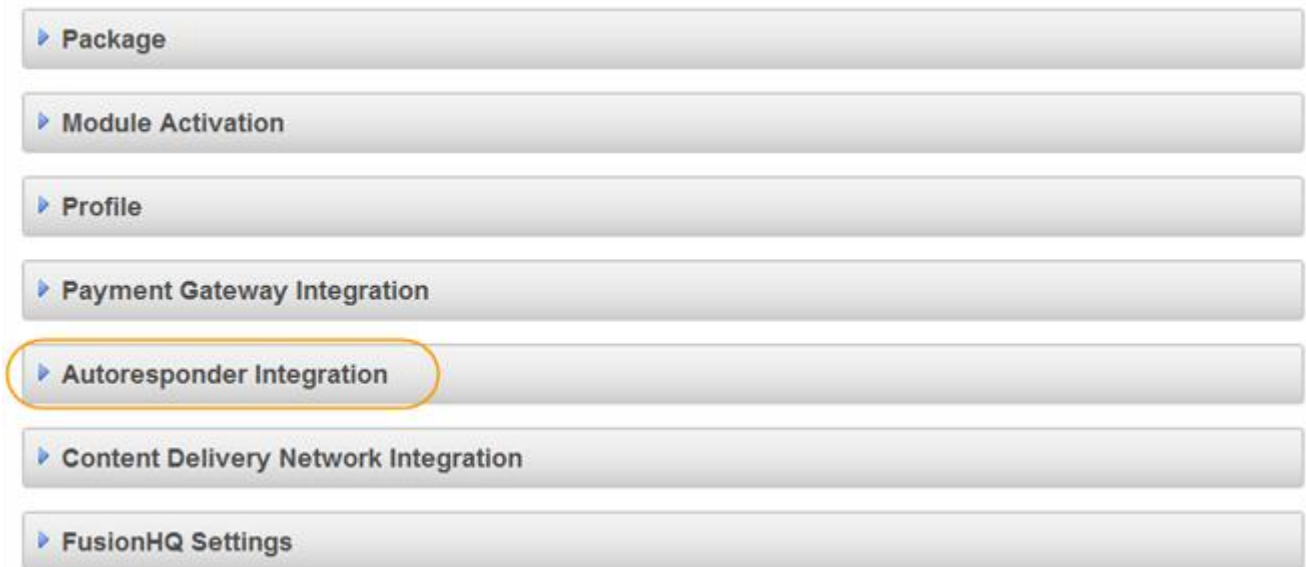 Package
Module Activation
Profile
Payment Gateway Integration
Autoresponder Integration
Content Delivery Network Integration
FusionHQ Settings